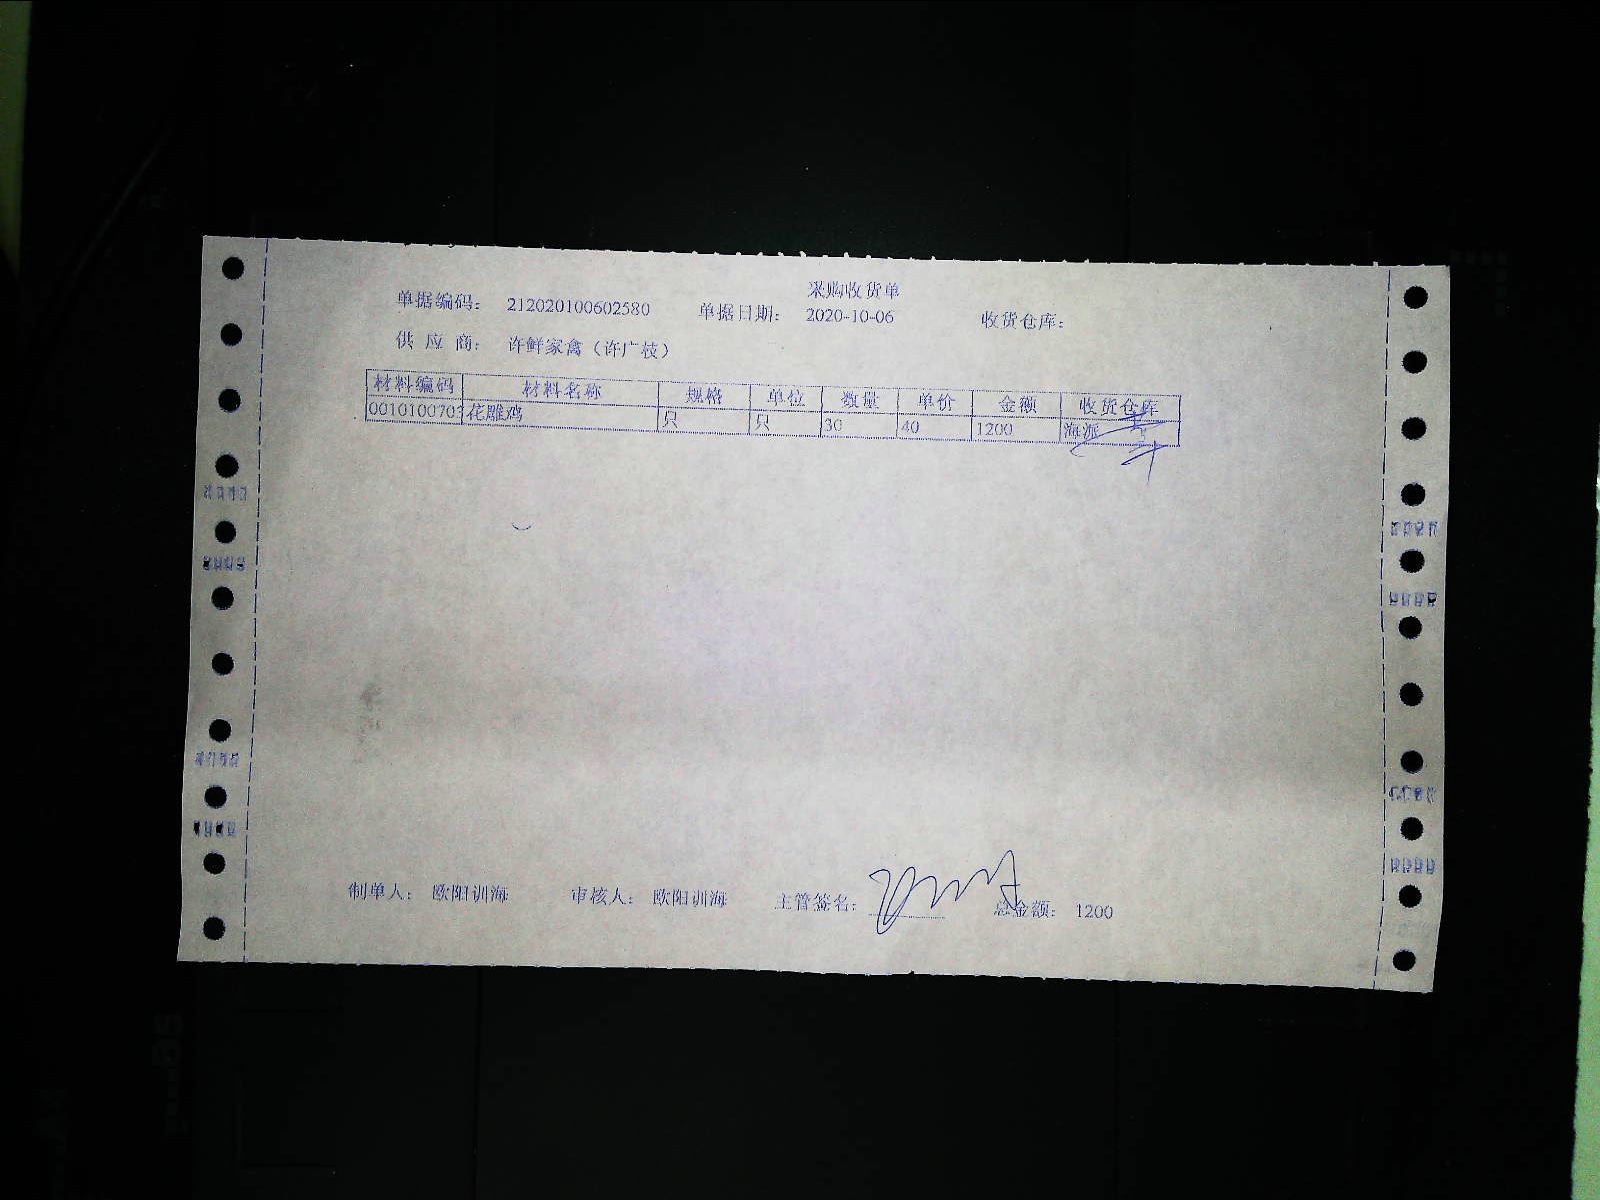 采购收货单
单据编码： 212020100602580 单据日期： 2020-10-06 收货仓库：
供 应 商： 许鲜家禽（许广枝）
材料编码 材料名称 规格 单位 数量 单价 金额 收货仓库
0010100703 花雕鸡 只 只 30 40 1200 海派
制单人： 欧阳训海 审核人： 欧阳训海 主管签名： 总金额： 1200